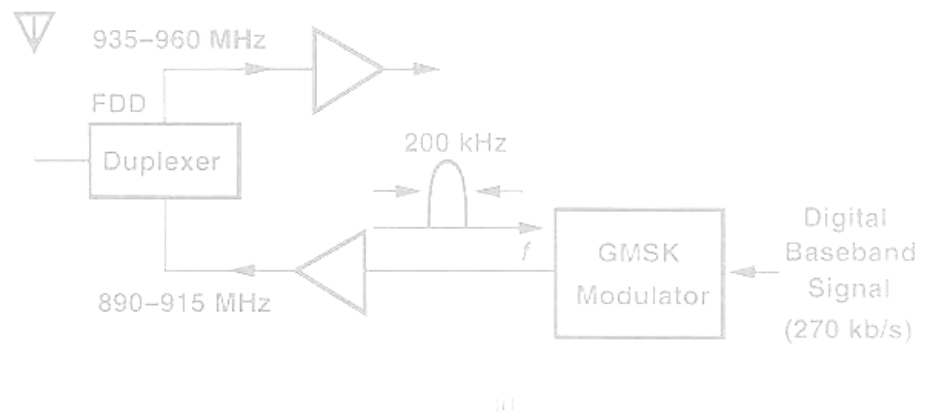 935–960 MHz
FDD
Duplexer
200 kHz
f
890–915 MHz
GMSK
Modulator
Digital
Baseband
Signal
(270 kb/s)